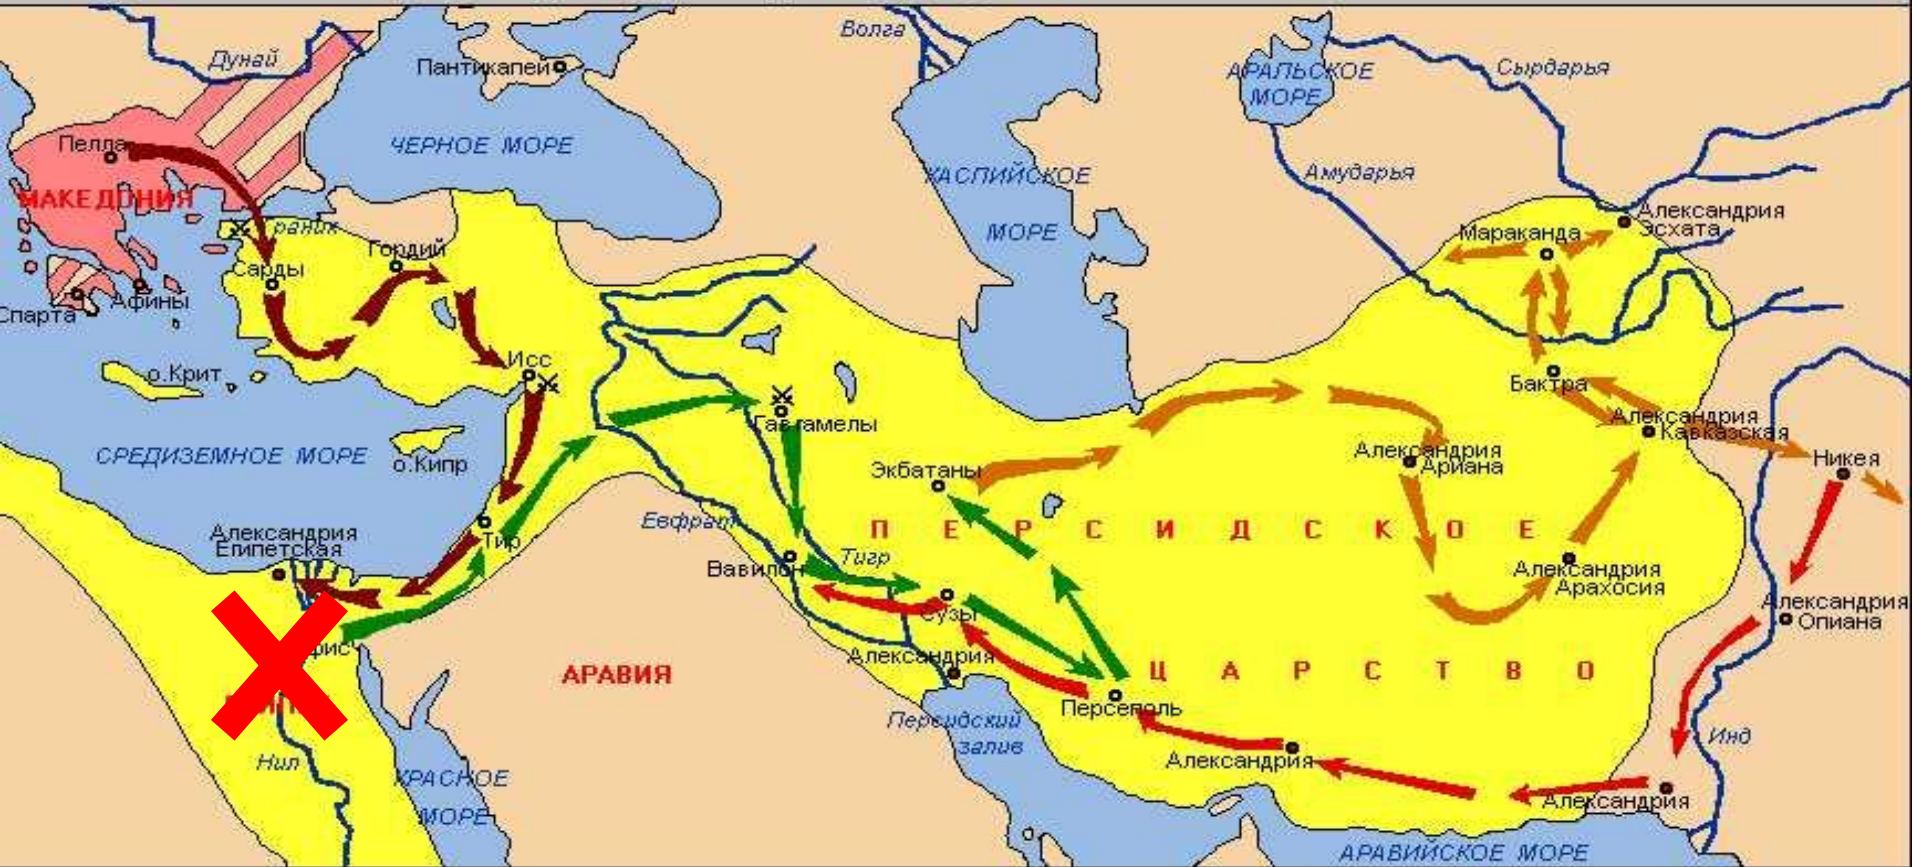 Дунай
Пантикапей
Волга
АРАЛЬСКОЕ
МОРЕ
Сырдарья
Пелла
ЧЕРНОЕ МОРЕ
КАСПИЙСКОЕ
МОРЕ
Амударья
МАКЕДОНИЯ
Граник
Гордий
Сарды
Спарта
Афины
Мараканда
Александрия
Эсхата
Исс
о.Крит
Гавгамелы
Бактра
Александрия
Кавказская
СРЕДИЗЕМНОЕ МОРЕ
о.Кипр
Экбатаны
Александрия
Ариана
Никея
Александрия
Египетская
Тир
Евфрат
П Е Р С И Д С К О Е
Вавилон
Тигр
Александрия
Арахосия
Сузы
Александрия
Опиана
АРАВИЯ
Александрия
Ц А Р С Т В О
Персеполь
Персидский
залив
Нил
КРАСНОЕ
МОРЕ
Александрия
Инд
Александрия
АРАВИЙСКОЕ МОРЕ